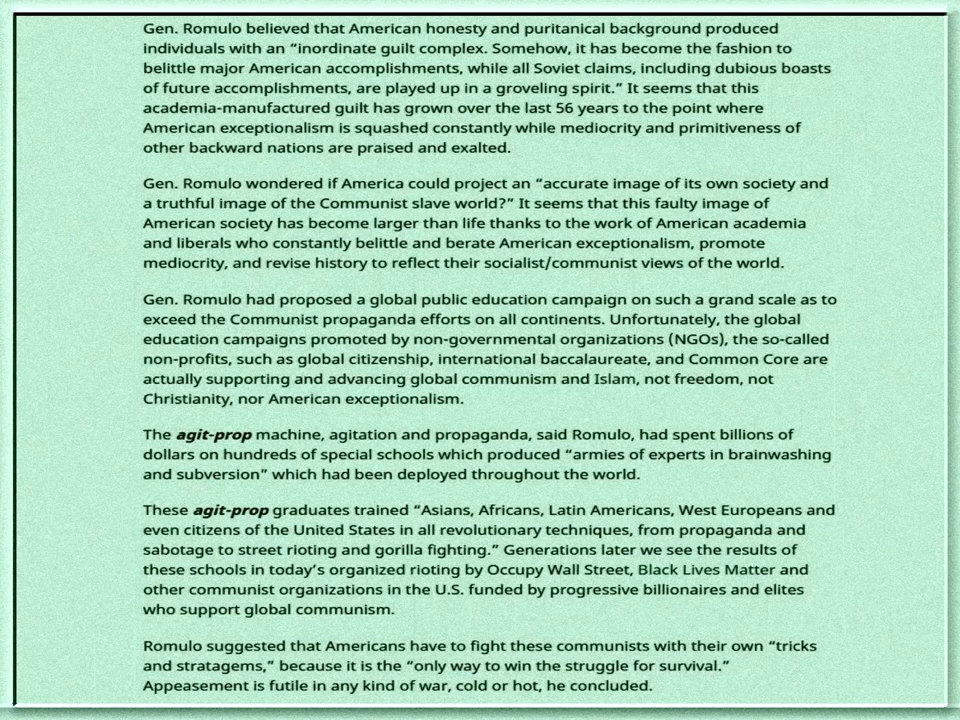 Gen. Romulo believed that American honesty and puritanical background produced
individuals with an “inordinate guilt complex. Somehow, it has become the fashion to
belittle major American accomplishments, while all Soviet claims, including dubious boasts
of future accomplishments, are played up in a groveling spirit.” It seems that this
academia-manufactured guilt has grown over the last 56 years to the point where
American exceptionalism is squashed constantly while mediocrity and primitiveness of
other backward nations are praised and exalted.
Gen. Romulo wondered if America could project an “accurate image of its own society and
a truthful image of the Communist slave world?” It seems that this faulty image of
American society has become larger than life thanks to the work of American academia
and liberals who constantly belittle and berate American exceptionalism, promote
mediocrity, and revise history to reflect their socialist/communist views of the world.
Gen. Romulo had proposed a global public education campaign on such a grand scale as to
exceed the Communist propaganda efforts on all continents. Unfortunately, the global
education campaigns promoted by non-governmental organizations (NGOs), the so-called
non-profits, such as global citizenship, international baccalaureate, and Common Core are
actually supporting and advancing global communism and Islam, not freedom, not
Christianity, nor American exceptionalism.
The agit-prop machine, agitation and propaganda, said Romulo, had spent billions of
dollars on hundreds of special schools which produced “armies of experts in brainwashing
and subversion” which had been deployed throughout the world.
These agit-prop graduates trained “Asians, Africans, Latin Americans, West Europeans and
even citizens of the United States in all revolutionary techniques, from propaganda and
sabotage to street rioting and gorilla fighting.” Generations later we see the results of
these schools in today’s organized rioting by Occupy Wall Street, Black Lives Matter and
other communist organizations in the U.S. funded by progressive billionaires and elites
who support global communism.
Romulo suggested that Americans have to fight these communists with their own “tricks
and stratagems,” because it is the “only way to win the struggle for survival.”
Appeasement is futile in any kind of war, cold or hot, he concluded.